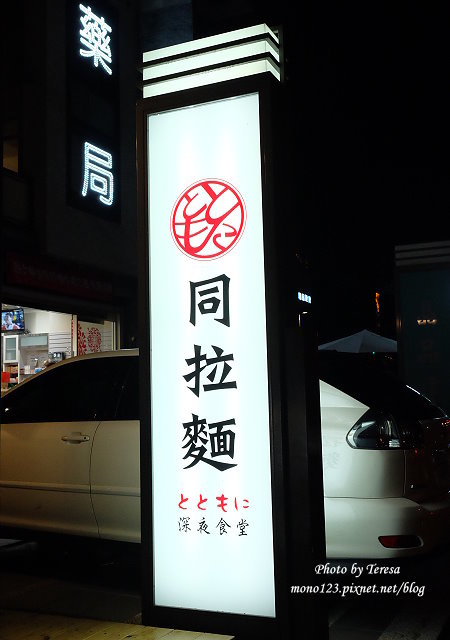 藥局
同拉麵
とともに
深夜食堂
Photo by Teresa
mono123.pixnet.net/blog